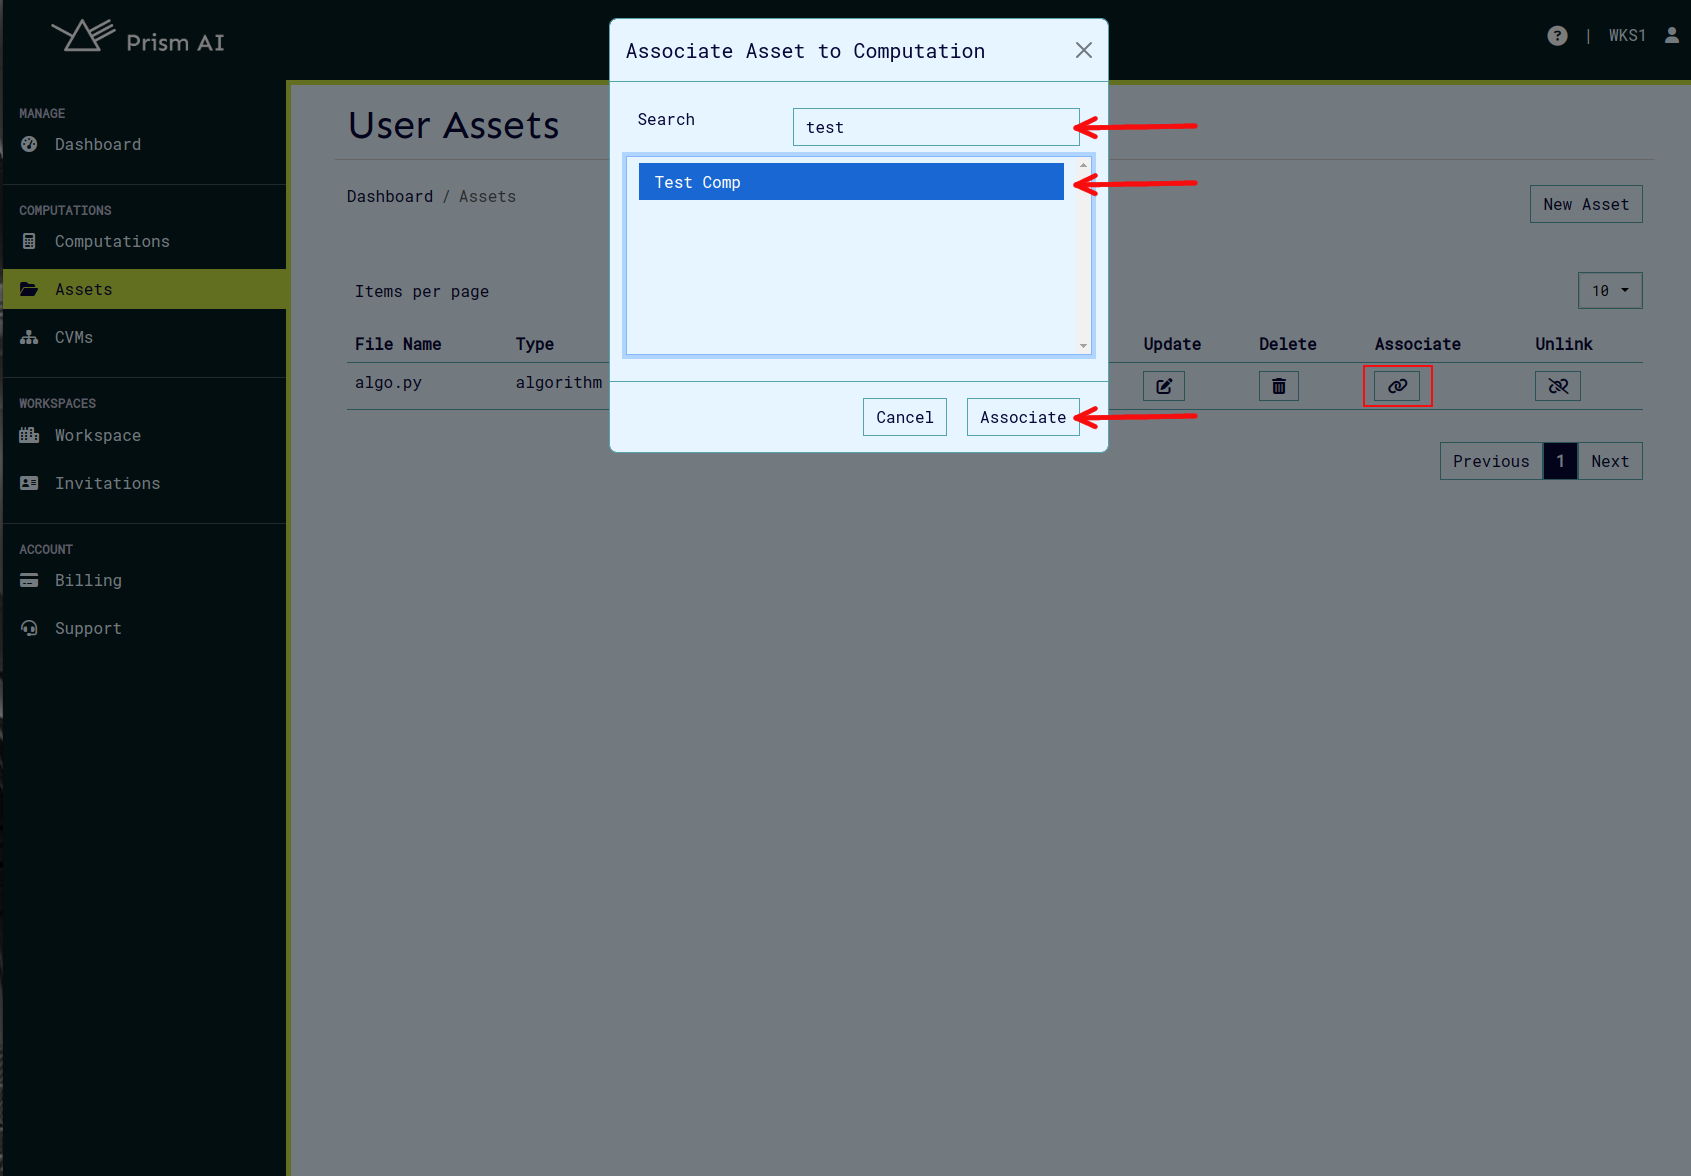 Prism AI
? | WKS1
MANAGE
Dashboard
COMPUTATIONS
Computations
Assets
CVMs
WORKSPACES
Workspace
Invitations
ACCOUNT
Billing
Support
User Assets
Dashboard / Assets
New Asset
Items per page
10
File Name Type Update Delete Associate Unlink
algo.py algorithm
Previous 1 Next
Associate Asset to Computation
Search
test
Test Comp
Cancel Associate